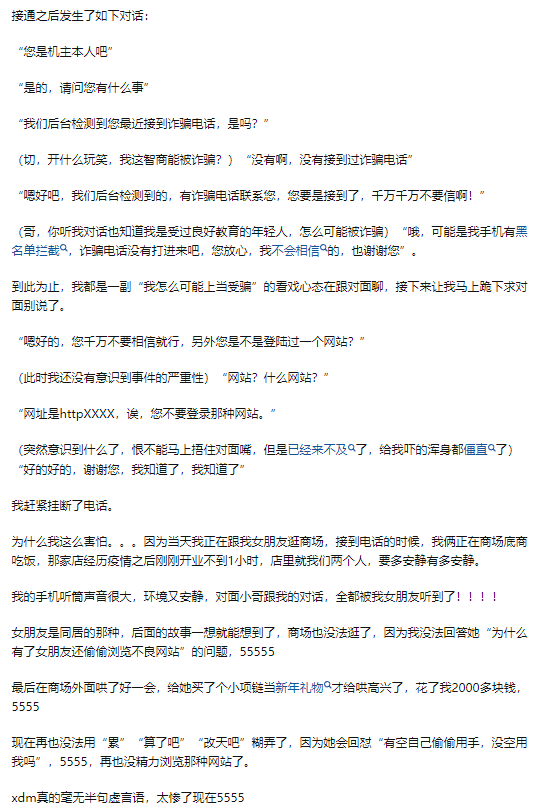 接通之后发生了如下对话：
“您是机主本人吧”
“是的，请问您有什么事”
“我们后台检测到您最近接到诈骗电话，是吗？”
（切，开什么玩笑，我这智商能被诈骗？）“没有啊，没有接到过诈骗电话”
“嗯好吧，我们后台检测到的，有诈骗电话联系您，您要是接到了，千万千万不要信啊！”
（哥，你听我对话也知道我是受过良好教育的年轻人，怎么可能被诈骗）“哦，可能是我手机有黑
名单拦截，诈骗电话没有打进来吧，您放心，我不会相信的，也谢谢您”。
到此为止，我都是一副“我怎么可能上当受骗”的看戏心态在跟对面聊，接下来让我马上跪下求对
面别说了。
“嗯好的，您千万不要相信就行，另外您是不是登陆过一个网站？”
（此时我还没有意识到事件的严重性）“网站？什么网站？”
“网址是httpXXXX，诶，您不要登录那种网站。”
（突然意识到什么了，恨不能马上捂住对面嘴，但是已经来不及了，给我吓的浑身都僵直了）
“好的好的，谢谢您，我知道了，我知道了”
我赶紧挂断了电话。
为什么我这么害怕。。。因为当天我正在跟我女朋友逛商场，接到电话的时候，我俩正在商场底商
吃饭，那家店经历疫情之后刚刚开业不到1小时，店里就我们两个人，要多安静有多安静。
我的手机听筒声音很大，环境又安静，对面小哥跟我的对话，全都被我女朋友听到了！！！！
女朋友是同居的那种，后面的故事一想就能想到了，商场也没法逛了，因为我没法回答她“为什么
有了女朋友还偷偷浏览不良网站”的问题，55555
最后在商场外面哄了好一会，给她买了个小项链当新年礼物才给哄高兴了，花了我2000多块钱，
5555
现在再也没法用“累”“算了吧”“改天吧”糊弄了，因为她会回怼“有空自己偷偷用手，没空用
我吗”，5555，再也没精力浏览那种网站了。
xdm真的毫无半句虚言语，太惨了现在5555